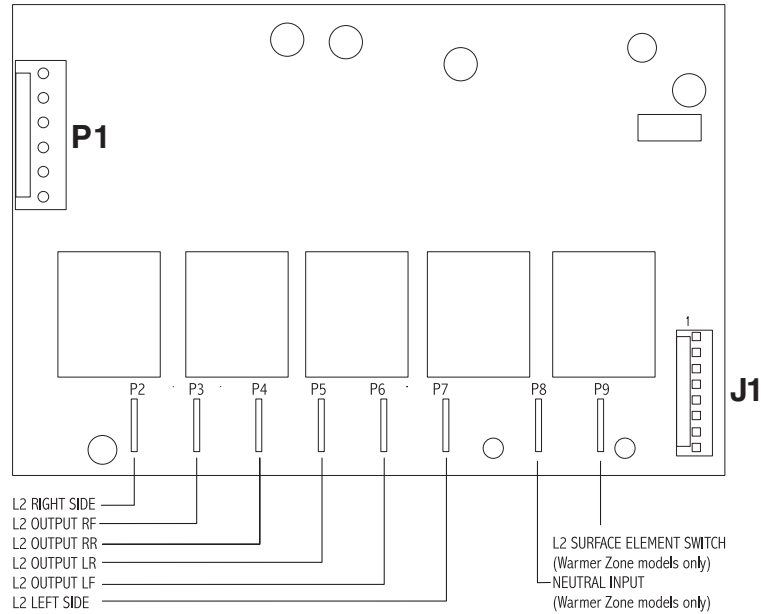 P1
1
J1
P2 P3 P4 P5 P6 P7 P8 P9
L2 RIGHT SIDE
L2 OUTPUT RF
L2 OUTPUT RR
L2 OUTPUT LR
L2 OUTPUT LF
L2 LEFT SIDE
L2 SURFACE ELEMENT SWITCH
(Warmer Zone models only)
NEUTRAL INPUT
(Warmer Zone models only)